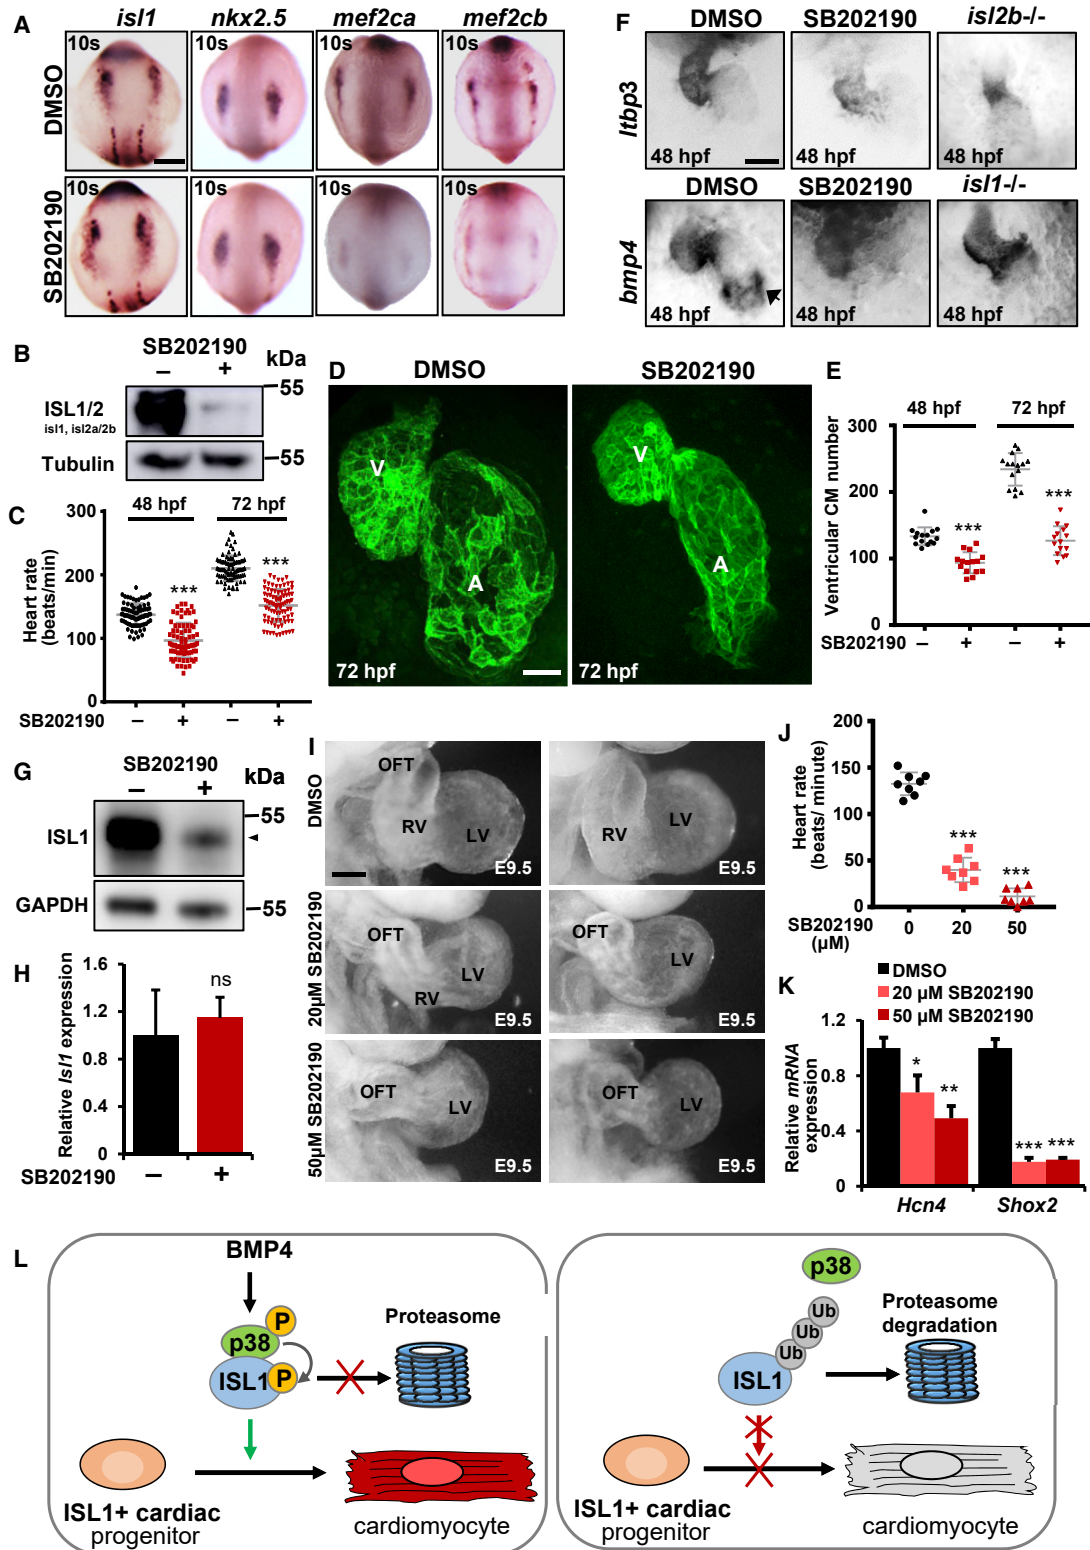 A
isl1 nkx2.5 mef2ca mef2cb
DMSO
10s 10s 10s 10s
SB202190
10s 10s 10s 10s
B
SB202190
– + kDa
55
ISL1/2
isl1, isl2a/2b
Tubulin
55
C
48 hpf 72 hpf
Heart rate
(beats/min)
300
200
100
0
*** ***
SB202190 – + – +
D
DMSO SB202190
V
A
72 hpf
V
A
72 hpf
E
48 hpf 72 hpf
Ventricular CM number
300
200
100
0
*** ***
SB202190 – + – +
F
DMSO SB202190 isl2b-/-
ltbp3
48 hpf 48 hpf 48 hpf
DMSO SB202190 isl1-/-
bmp4
48 hpf 48 hpf 48 hpf
G
SB202190
– + kDa
55
ISL1
GAPDH
55
H
Relative Isl1 expression
1.6
1.2
0.8
0.4
0
ns
SB202190 – +
I
DMSO
OFT
RV LV
E9.5
RV LV
E9.5
20µM SB202190
OFT
LV
RV
E9.5
OFT
LV
E9.5
50µM SB202190
OFT LV
E9.5
OFT LV
E9.5
J
Heart rate
(beats/ minute)
200
150
100
50
0
*** ***
SB202190
(µM)
0 20 50
K
DMSO
20 µM SB202190
50 µM SB202190
Relative mRNA
expression
1.2
0.8
0.4
0
* ** *** ***
Hcn4 Shox2
L
BMP4
P
p38
ISL1
P
Proteasome
ISL1+ cardiac
progenitor
cardiomyocyte
p38
Ub
Ub
Ub
ISL1
Proteasome
degradation
ISL1+ cardiac
progenitor
cardiomyocyte